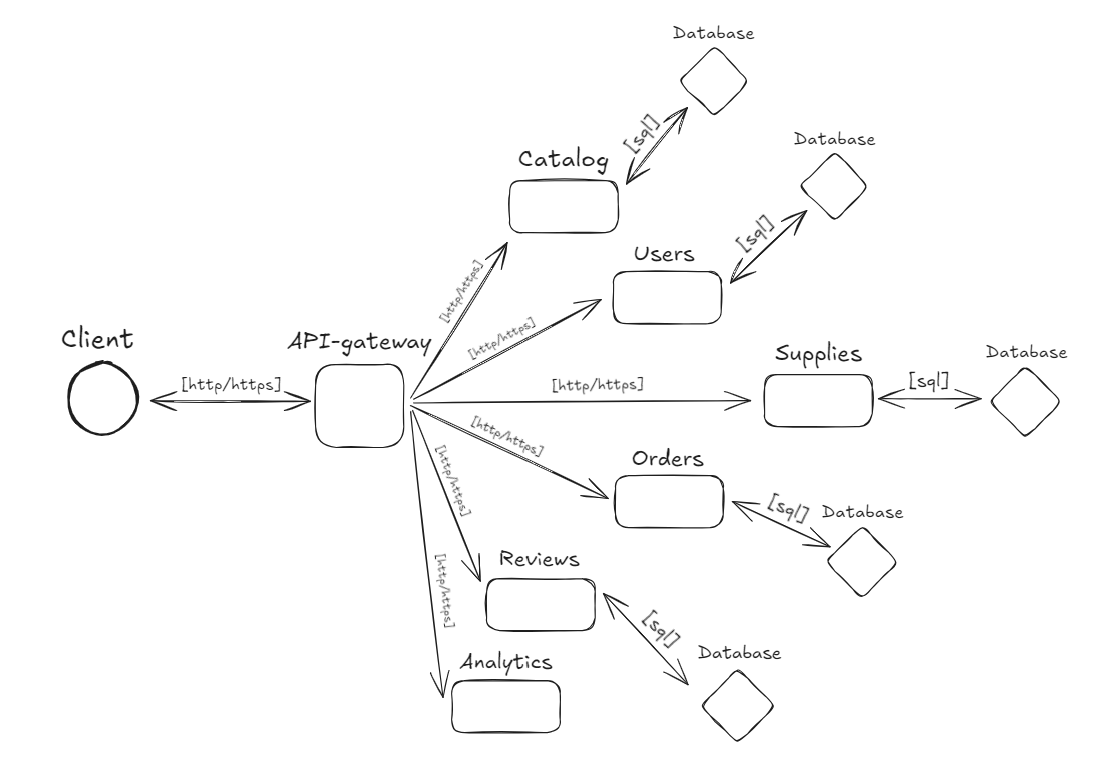 Database
Database
[sql]
Catalog
[sql]
Users
[http/https]
Client
API-gateway
[http/https]
Supplies
Database
[http/https]
[http/https]
[sql]
[http/https]
Orders
[http/https]
[sql]
Database
Reviews
[http/https]
[sql]
Database
Analytics